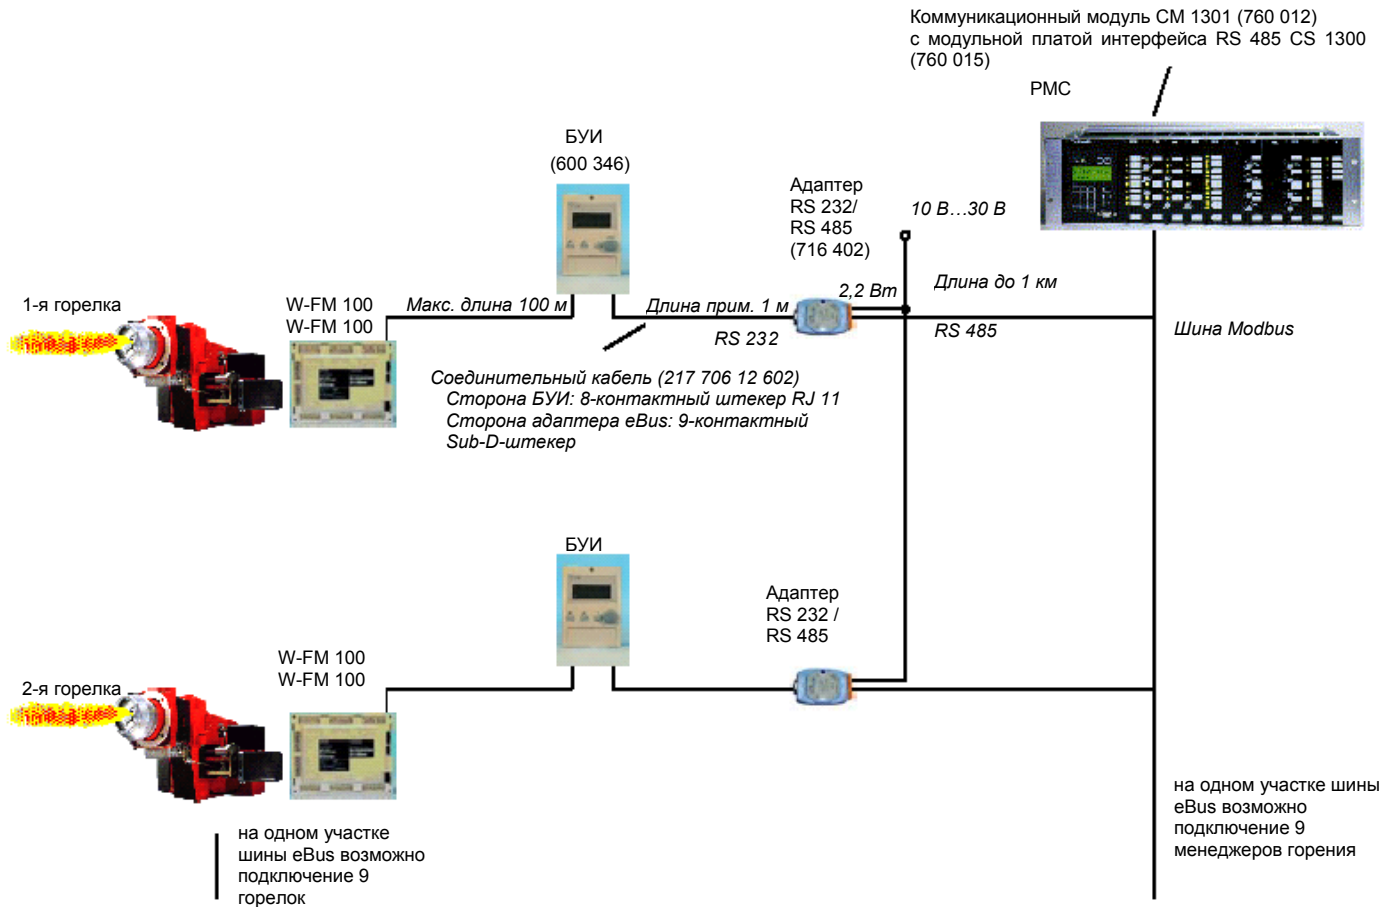 Коммуникационный модуль CM 1301 (760 012)
с модульной платой интерфейса RS 485 CS 1300
(760 015)
PMC
БУИ
(600 346)
Адаптер
RS 232/
RS 485
(716 402)
10 В…30 В
1-я горелка
W-FM 100
W-FM 100
Макс. длина 100 м
Длина прим. 1 м
RS 232
2,2 Вт
Длина до 1 км
RS 485
Шина Modbus
Соединительный кабель (217 706 12 602)
Сторона БУИ: 8-контактный штекер RJ 11
Сторона адаптера eBus: 9-контактный
Sub-D-штекер
БУИ
Адаптер
RS 232 /
RS 485
2-я горелка
W-FM 100
W-FM 100
на одном участке
шины eBus возможно
подключение 9
горелок
на одном участке шины
eBus возможно
подключение 9
менеджеров горения